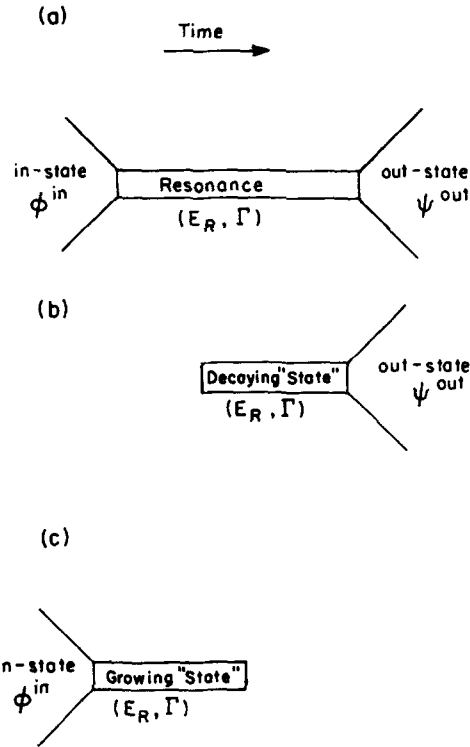 (a)
Time
in-state
ϕ^in
Resonance
(E_R, Γ)
out-state
ψ^out
(b)
Decaying "State"
(E_R, Γ)
out-state
ψ^out
(c)
n-state
ϕ^in
Growing "State"
(E_R, Γ)